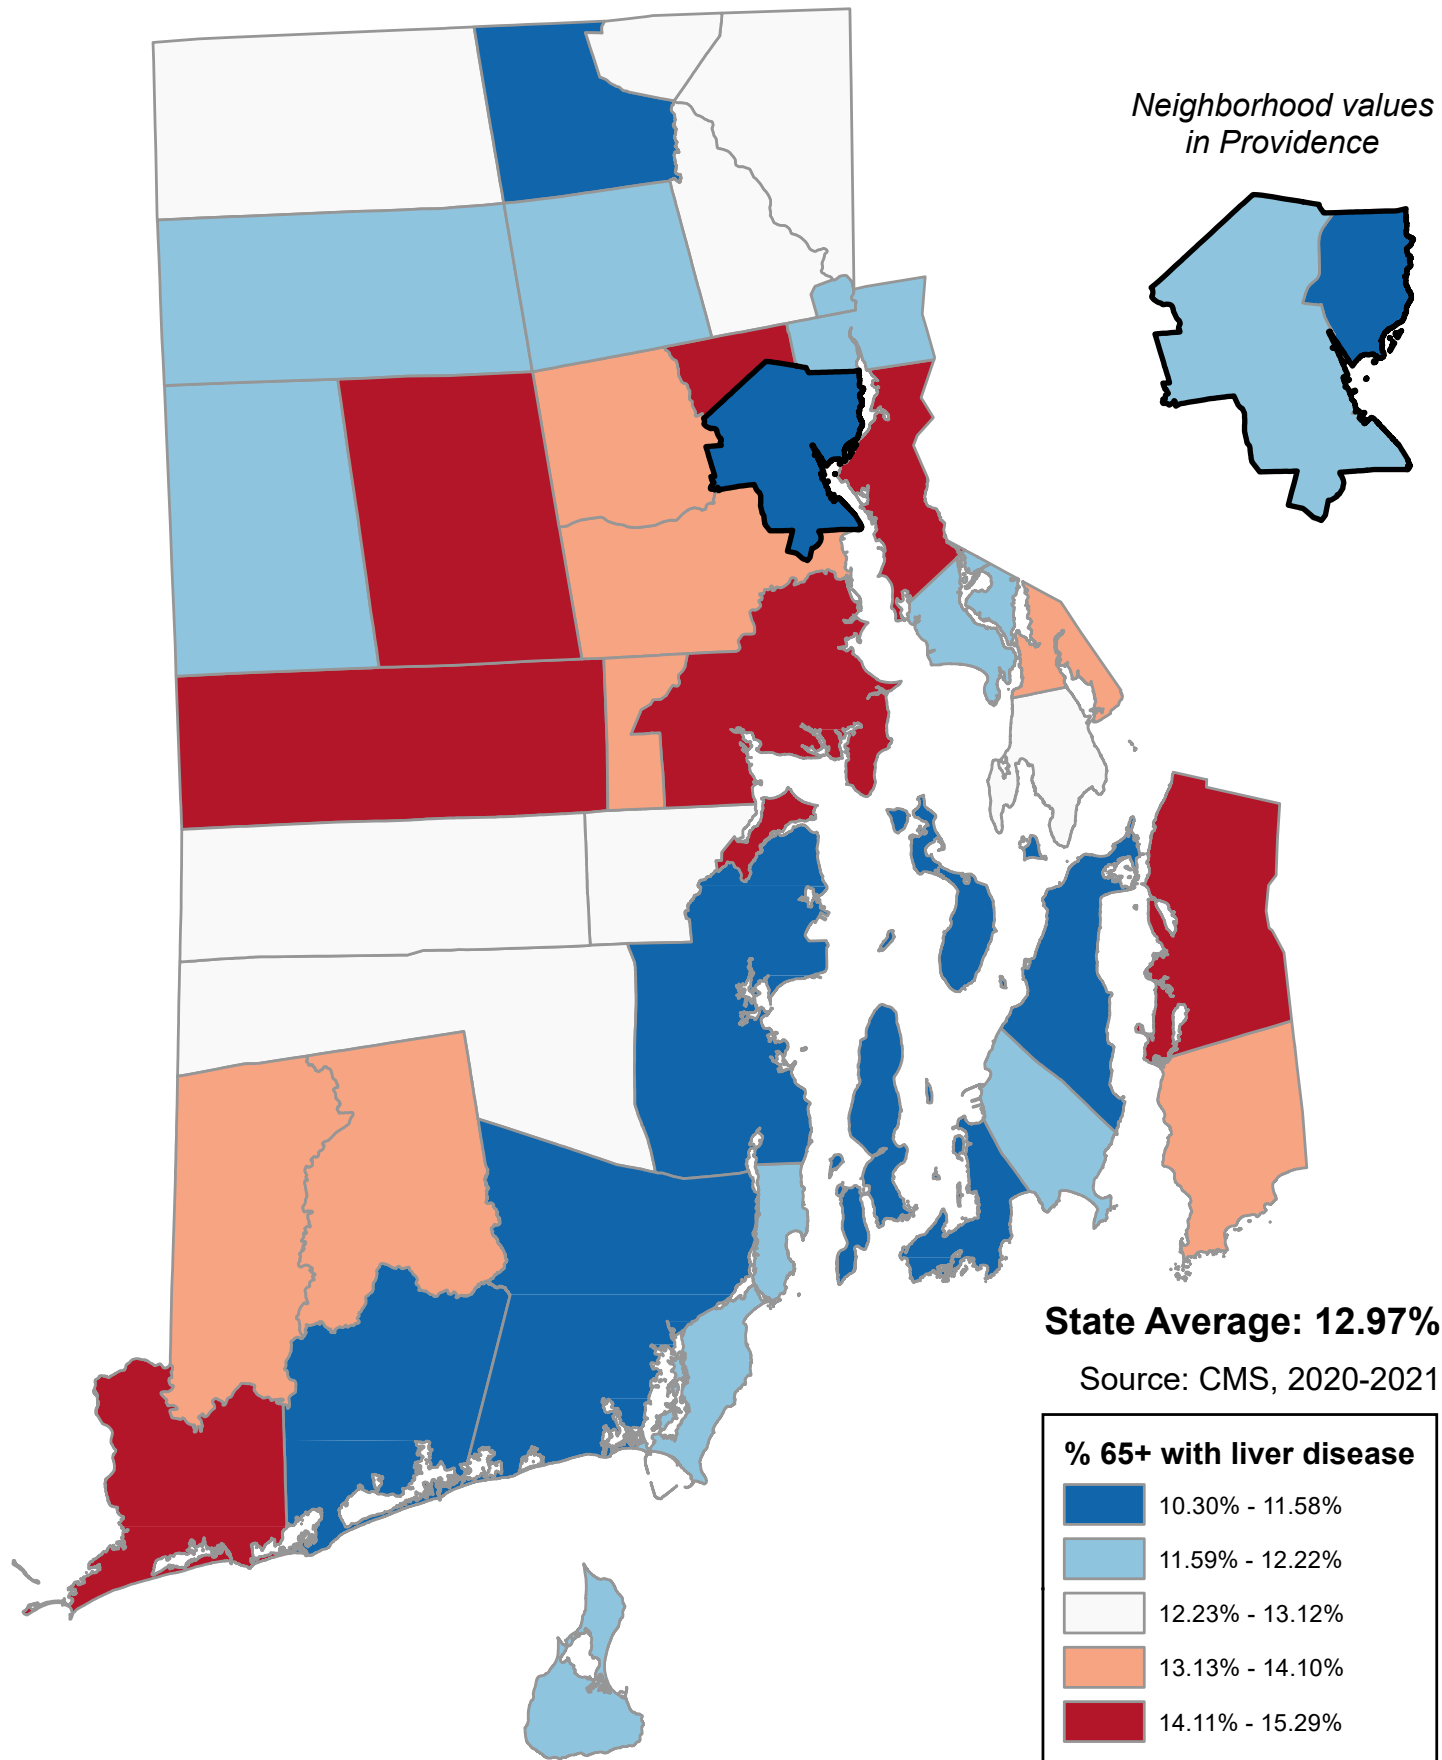 Neighborhood values
in Providence
State Average: 12.97%
Source: CMS, 2020-2021
% 65+ with liver disease
10.30% - 11.58%
11.59% - 12.22%
12.23% - 13.12%
13.13% - 14.10%
14.11% - 15.29%